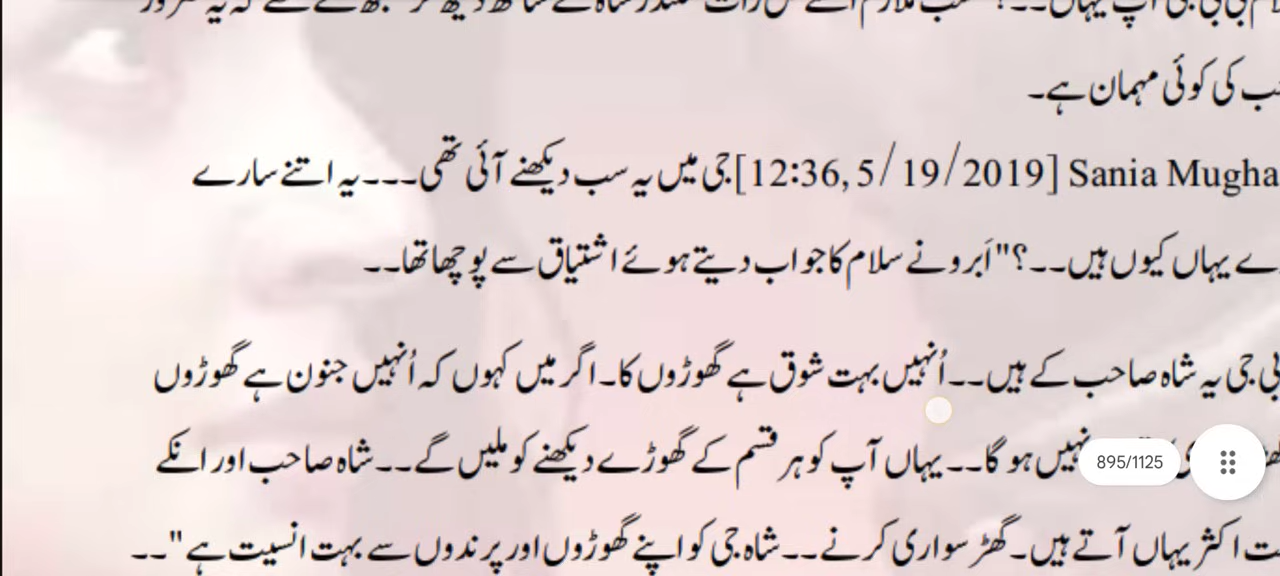 بی جی آپ یہاں۔۔۔؟
کی کوئی مہمان ہے۔
[12:36, 5/19/2019] Sania Mugha جی میں یہ سب دیکھنے آئی تھی۔۔۔یہ اتنے سارے
یہاں کیوں ہیں۔۔؟"اَبرو نے سلام کا جواب دیتے ہوئے اشتیاق سے پوچھا تھا۔۔
جی یہ شاہ صاحب کے ہیں۔۔اُنہیں بہت شوق ہے گھوڑوں کا۔اگر میں کہوں کہ اُنہیں جنون ہے گھوڑوں
نہیں ہو گا۔۔یہاں آپ کو ہر قسم کے گھوڑے دیکھنے کو ملیں گے۔۔شاہ صاحب اور انکے
اکثر یہاں آتے ہیں۔گھڑ سواری کرنے۔۔شاہ جی کو اپنے گھوڑوں اور پرندوں سے بہت انسیت ہے"۔۔
895/1125